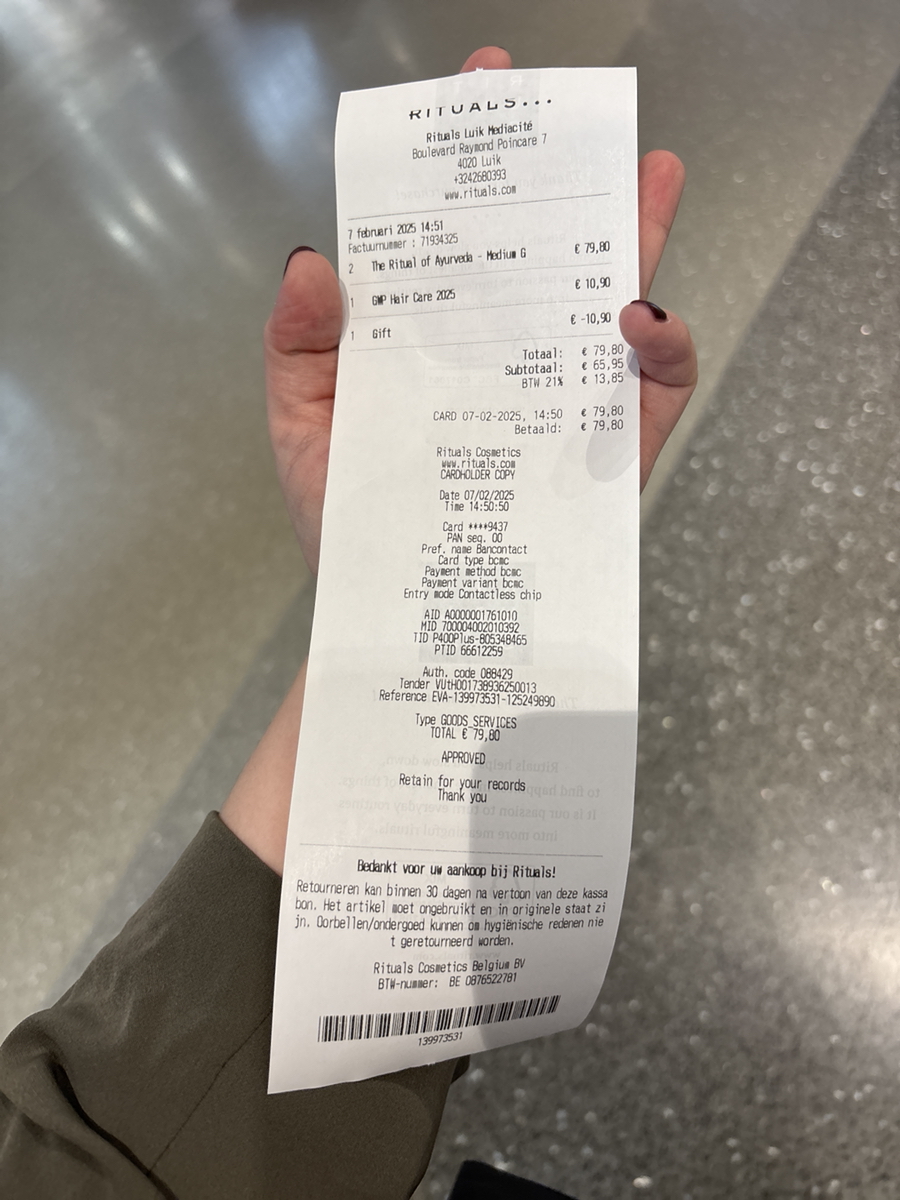 RITUALS...
Rituals Luik Mediacité
Boulevard Raymond Poincare 7
4020 Luik
+3242680393
www.rituals.com
7 februari 2025 14:51
Factuurnummer : 71934325
2 The Ritual of Ayurveda - Medium G € 79,80
1 GWP Hair Care 2025 € 10,90
1 Gift € -10,90
Totaal: € 79,80
Subtotaal: € 65,95
BTW 21% € 13,85
CARD 07-02-2025, 14:50 € 79,80
Betaald: € 79,80
Rituals Cosmetics
www.rituals.com
CARDHOLDER COPY
Date 07/02/2025
Time 14:50:50
Card ****9437
PAN seq. 00
Pref. name Bancontact
Card type bcmc
Payment method bcmc
Payment variant bcmc
Entry mode Contactless chip
AID A0000001761010
MID 700004002010392
TID P400Plus-805348465
PTID 66612259
Auth. code 088429
Tender VUtH001738936250013
Reference EVA-139973531-125249890
Type GOODS_SERVICES
TOTAL € 79,80
APPROVED
Retain for your records
Thank you
Bedankt voor uw aankoop bij Rituals!
Retourneren kan binnen 30 dagen na vertoon van deze kassa
bon. Het artikel moet ongebruikt en in originele staat zi
jn. Oorbellen/ondergoed kunnen om hygiënische redenen nie
t geretourneerd worden.
Rituals Cosmetics Belgium BV
BTW-nummer: BE 0876522781
139973531